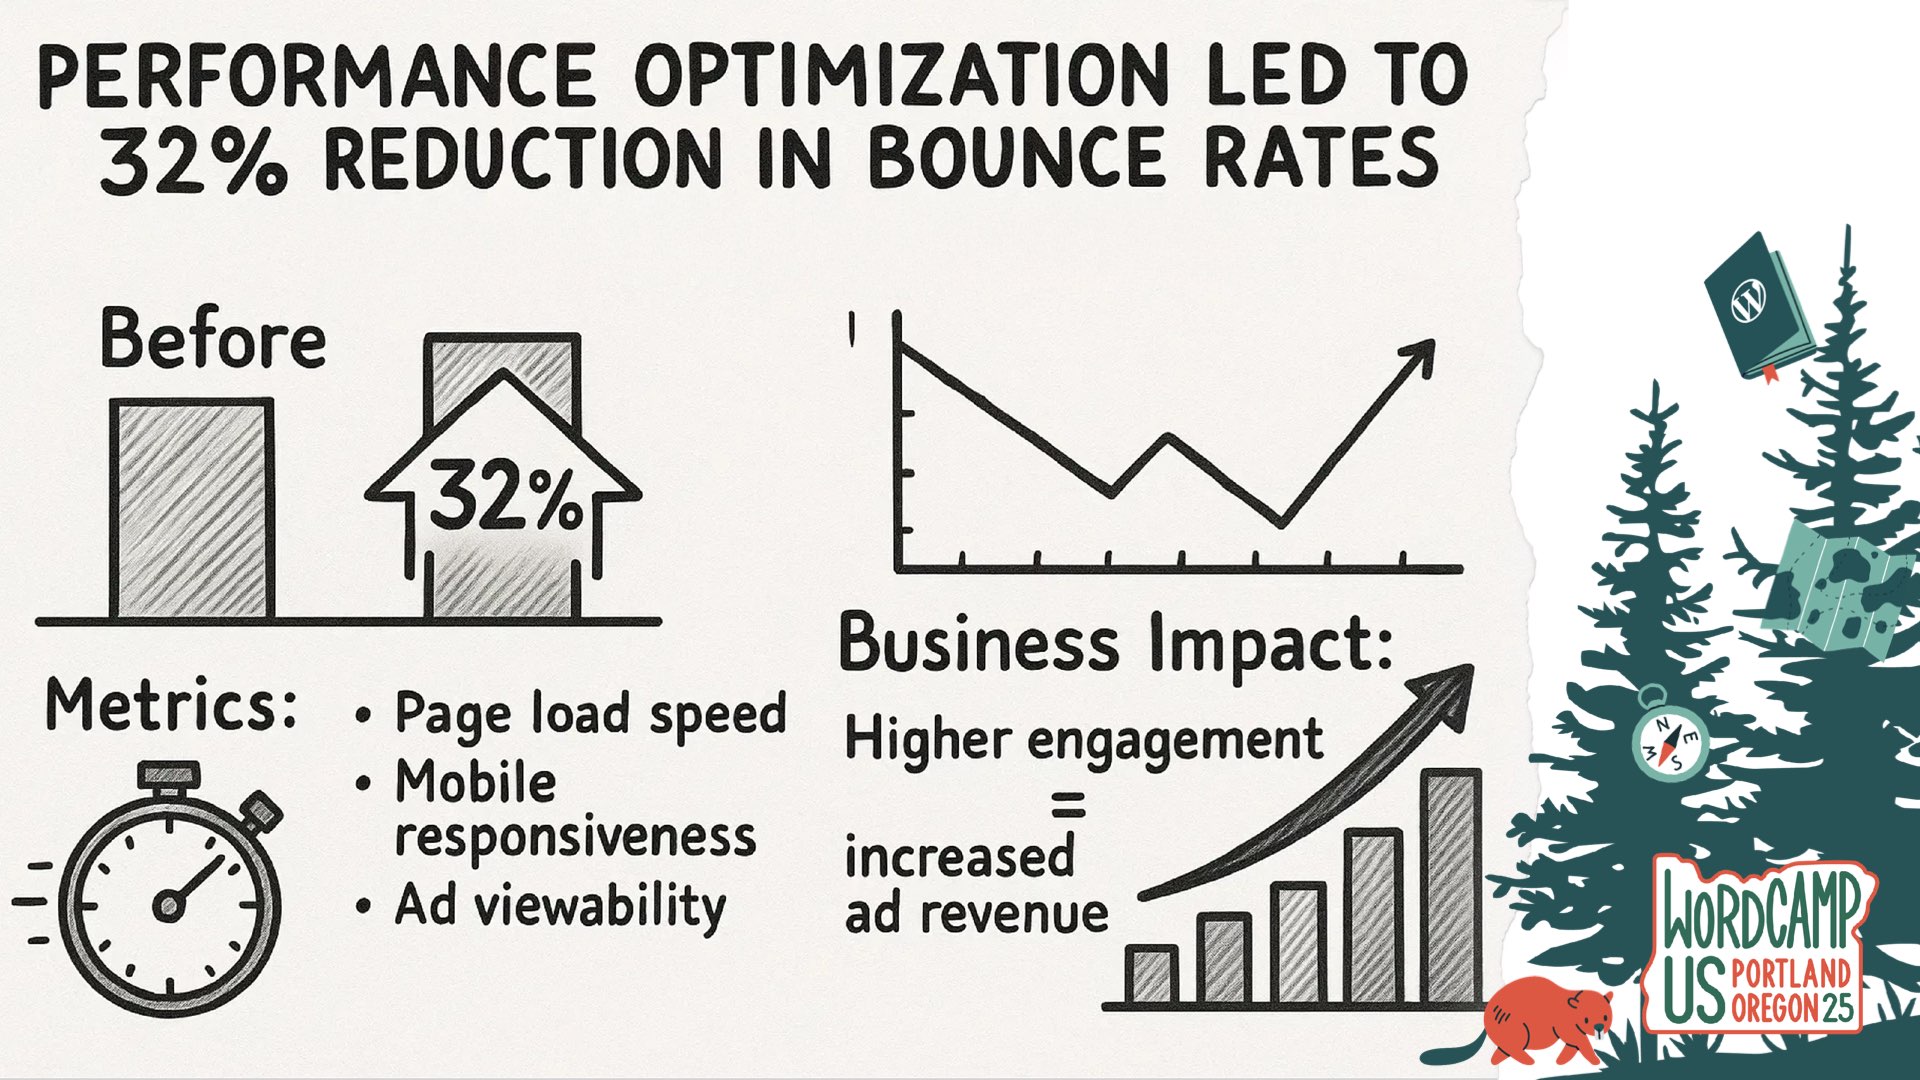 PERFORMANCE OPTIMIZATION LED TO
32% REDUCTION IN BOUNCE RATES
Before
32%
Metrics:
• Page load speed
• Mobile
responsiveness
• Ad viewability
Business Impact:
Higher engagement
=
increased
ad revenue
W
N
E
S
W
WORDCAMP
US PORTLAND
OREGON 25